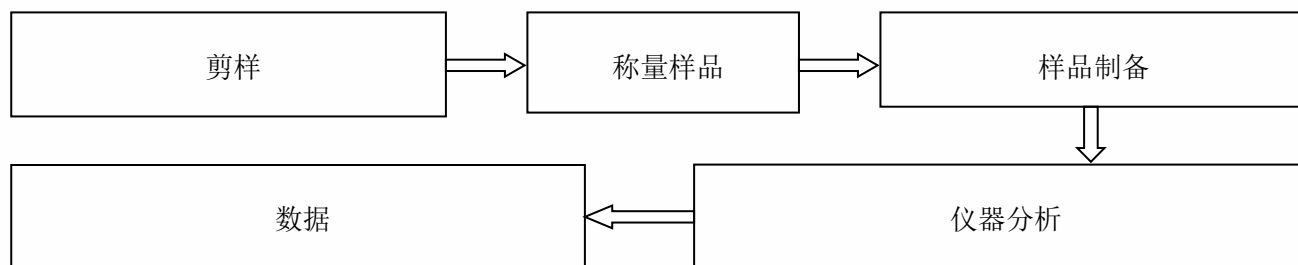 剪样
称量样品
样品制备
仪器分析
数据